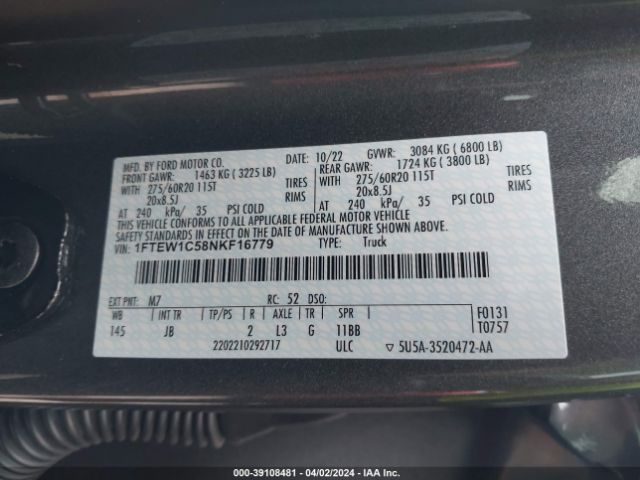 MFD. BY FORD MOTOR CO.
DATE: 10/22 GVWR: 3084 KG ( 6800 LB)
FRONT GAWR: 1463 KG ( 3225 LB)
REAR GAWR: 1724 KG ( 3800 LB)
WITH 275/60R20 115T TIRES
WITH 275/60R20 115T TIRES
20x8.5J RIMS
20x8.5J RIMS
AT 240 kPa/ 35 PSI COLD
AT 240 kPa/ 35 PSI COLD
THIS VEHICLE CONFORMS TO ALL APPLICABLE FEDERAL MOTOR VEHICLE
SAFETY STANDARDS IN EFFECT ON THE DATE OF MANUFACTURE SHOWN ABOVE.
VIN: 1FTEW1C58NKF16779 TYPE: Truck
EXT PNT: M7 RC: 52 DSO:
WB INT TR TP/PS R AXLE TR SPR
145 JB 2 L3 G 11BB
F0131
T0757
2202210292717 ULC ▽ 5U5A-3520472-AA
000-39108481 - 04/02/2024 - IAA Inc.